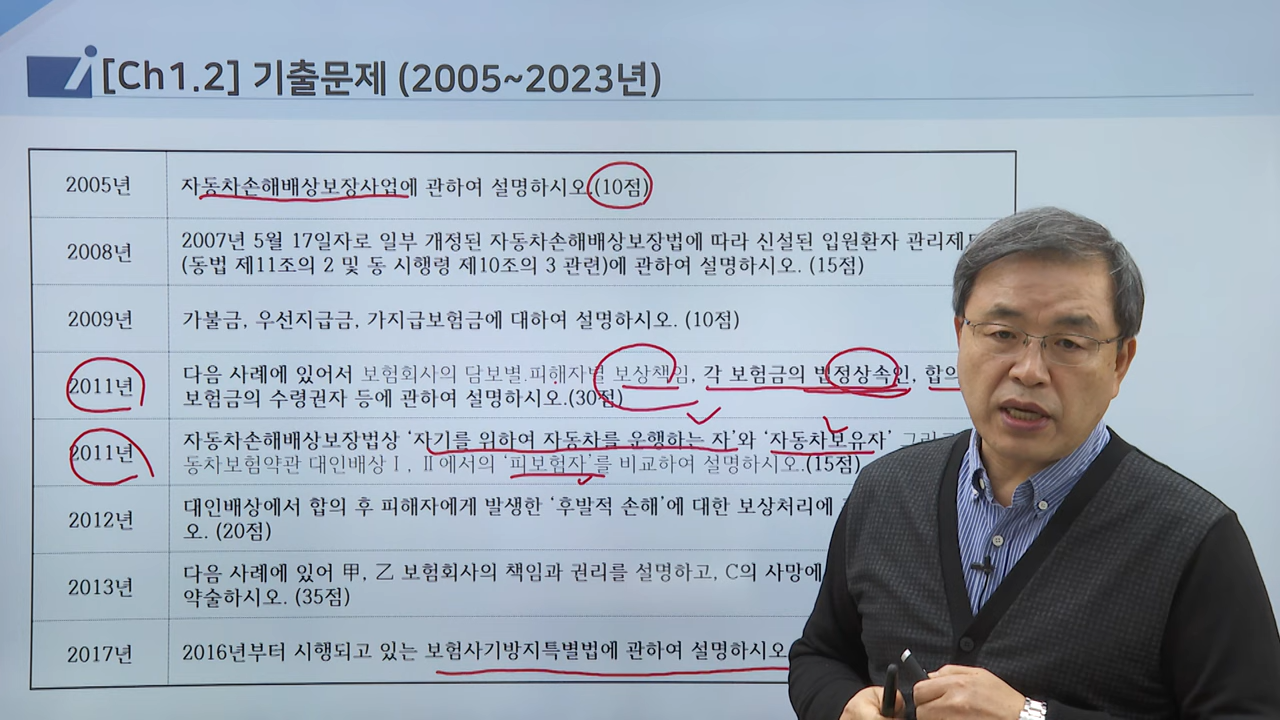 [Ch1.2] 기출문제 (2005~2023년)
2005년 자동차손해배상보장사업에 관하여 설명하시오.(10점)
2008년 2007년 5월 17일자로 일부 개정된 자동차손해배상보장법에 따라 신설된 입원환자 관리제도
(동법 제11조의 2 및 동 시행령 제10조의 3 관련)에 관하여 설명하시오. (15점)
2009년 가불금, 우선지급금, 가지급보험금에 대하여 설명하시오. (10점)
2011년 다음 사례에 있어서 보험회사의 담보별.피해자별 보상책임, 각 보험금의 법정상속인, 합의
보험금의 수령권자 등에 관하여 설명하시오.(30점)
2011년 자동차손해배상보장법상 ‘자기를 위하여 자동차를 운행하는 자’와 ‘자동차보유자’
동차보험약관 대인배상Ⅰ, Ⅱ에서의 ‘피보험자’를 비교하여 설명하시오.(15점)
2012년 대인배상에서 합의 후 피해자에게 발생한 ‘후발적 손해’에 대한 보상처리에
오. (20점)
2013년 다음 사례에 있어 甲, 乙 보험회사의 책임과 권리를 설명하고, C의 사망에
약술하시오. (35점)
2017년 2016년부터 시행되고 있는 보험사기방지특별법에 관하여 설명하시오